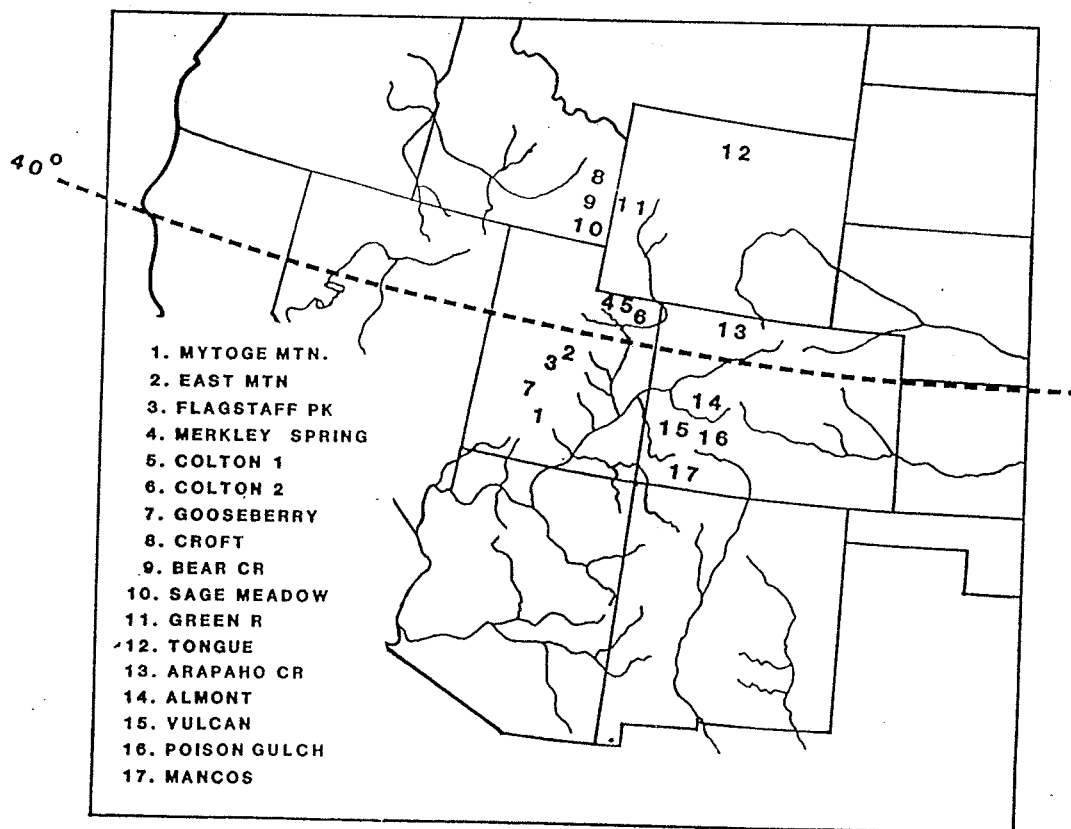 40°
12
8
9 11
10
4 5
6
13
2
3
7
14
1
15 16
17
1. MYTOGE MTN.
2. EAST MTN
3. FLAGSTAFF PK
4. MERKLEY SPRING
5. COLTON 1
6. COLTON 2
7. GOOSEBERRY
8. CROFT
9. BEAR CR
10. SAGE MEADOW
11. GREEN R
12. TONGUE
13. ARAPAHO CR
14. ALMONT
15. VULCAN
16. POISON GULCH
17. MANCOS